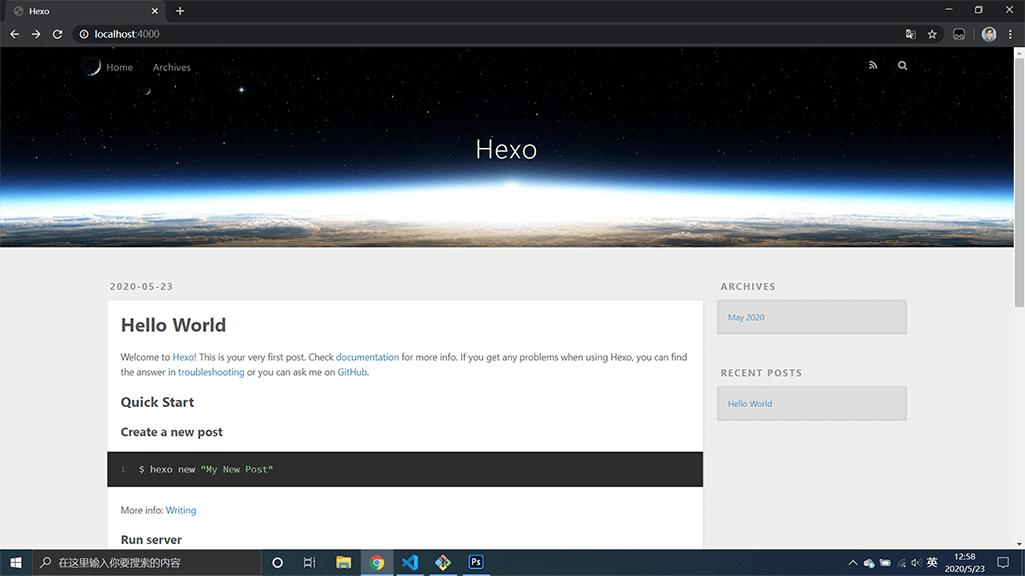 Hexo
localhost:4000
Home Archives
Hexo
2020-05-23
Hello World
Welcome to Hexo! This is your very first post. Check documentation for more info. If you get any problems when using Hexo, you can find
the answer in troubleshooting or you can ask me on GitHub.
Quick Start
Create a new post
1 $ hexo new "My New Post"
More info: Writing
Run server
ARCHIVES
May 2020
RECENT POSTS
Hello World
在这里输入你要搜索的内容
Ps
英
12:58
2020/5/23